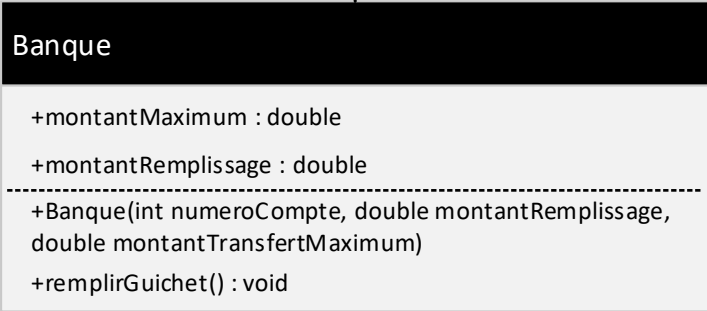 Banque
+montantMaximum : double
+montantRemplissage : double
+Banque(int numeroCompte, double montantRemplissage,
double montantTransfertMaximum)
+remplirGuichet() : void